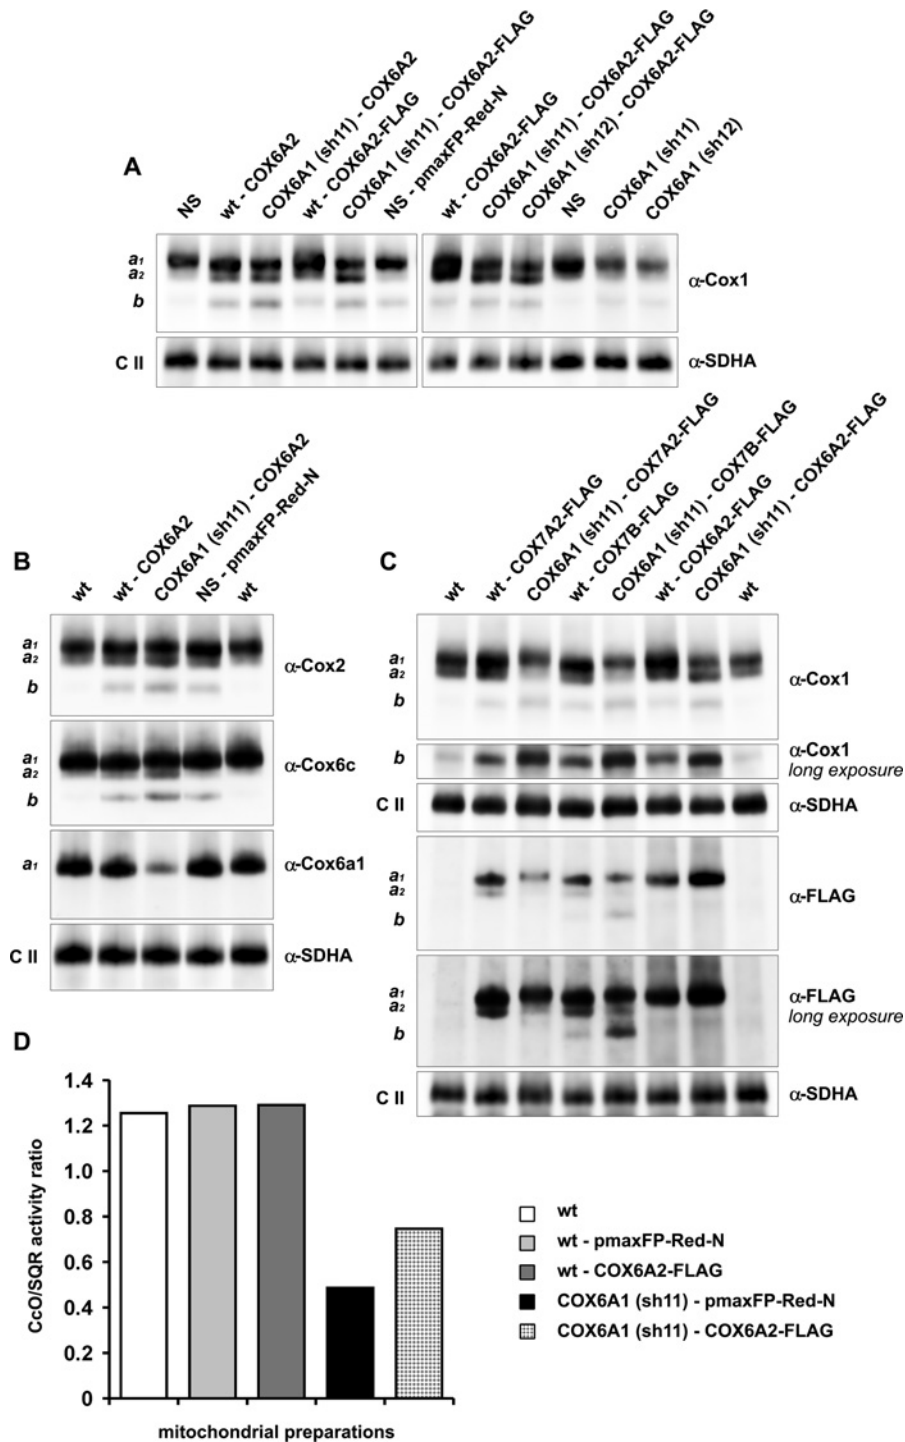 A
NS
wt - COX6A2
COX6A1 (sh11) - COX6A2
wt - COX6A2-FLAG
COX6A1 (sh11) - COX6A2-FLAG
NS - pmaxFP-Red-N
wt - COX6A2-FLAG
COX6A1 (sh11) - COX6A2-FLAG
COX6A1 (sh12) - COX6A2-FLAG
NS
COX6A1 (sh11)
COX6A1 (sh12)
a1
a2
b
α-Cox1
C II
α-SDHA
B
wt
wt - COX6A2
COX6A1 (sh11) - COX6A2
NS - pmaxFP-Red-N
wt
a1
a2
b
α-Cox2
a1
a2
b
α-Cox6c
a1
α-Cox6a1
C II
α-SDHA
C
wt
wt - COX7A2-FLAG
COX6A1 (sh11) - COX7A2-FLAG
wt - COX7B-FLAG
COX6A1 (sh11) - COX7B-FLAG
wt - COX6A2-FLAG
COX6A1 (sh11) - COX6A2-FLAG
wt
a1
a2
b
α-Cox1
b
α-Cox1
long exposure
C II
α-SDHA
a1
a2
b
α-FLAG
a1
a2
b
α-FLAG
long exposure
C II
α-SDHA
D
CcO/SQR activity ratio
1.4
1.2
1.0
0.8
0.6
0.4
0.2
0
mitochondrial preparations
wt
wt - pmaxFP-Red-N
wt - COX6A2-FLAG
COX6A1 (sh11) - pmaxFP-Red-N
COX6A1 (sh11) - COX6A2-FLAG